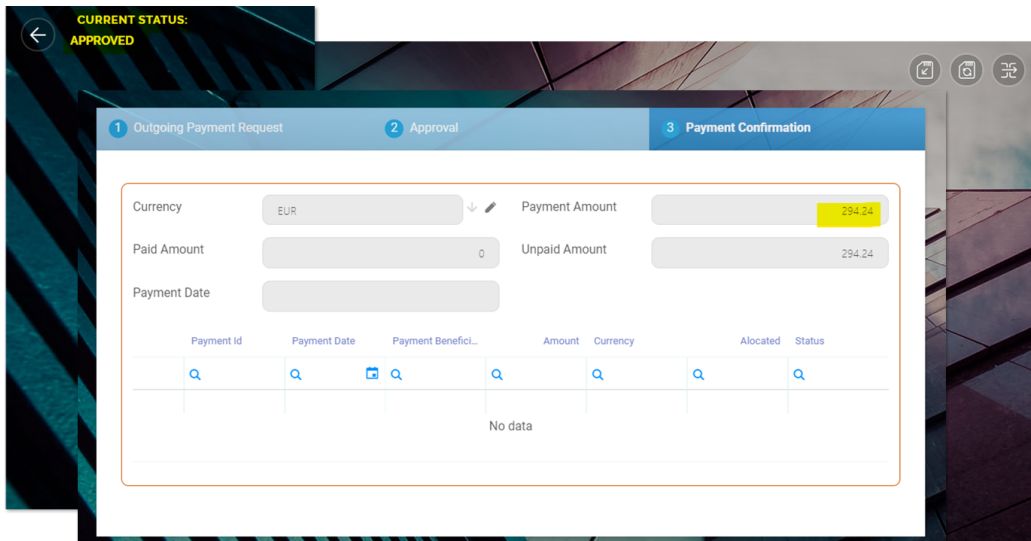 CURRENT STATUS:
APPROVED
1 Outgoing Payment Request 2 Approval 3 Payment Confirmation
Currency EUR Payment Amount 294.24
Paid Amount 0 Unpaid Amount 294.24
Payment Date
Payment Id Payment Date Payment Benefici... Amount Currency Alocated Status
No data